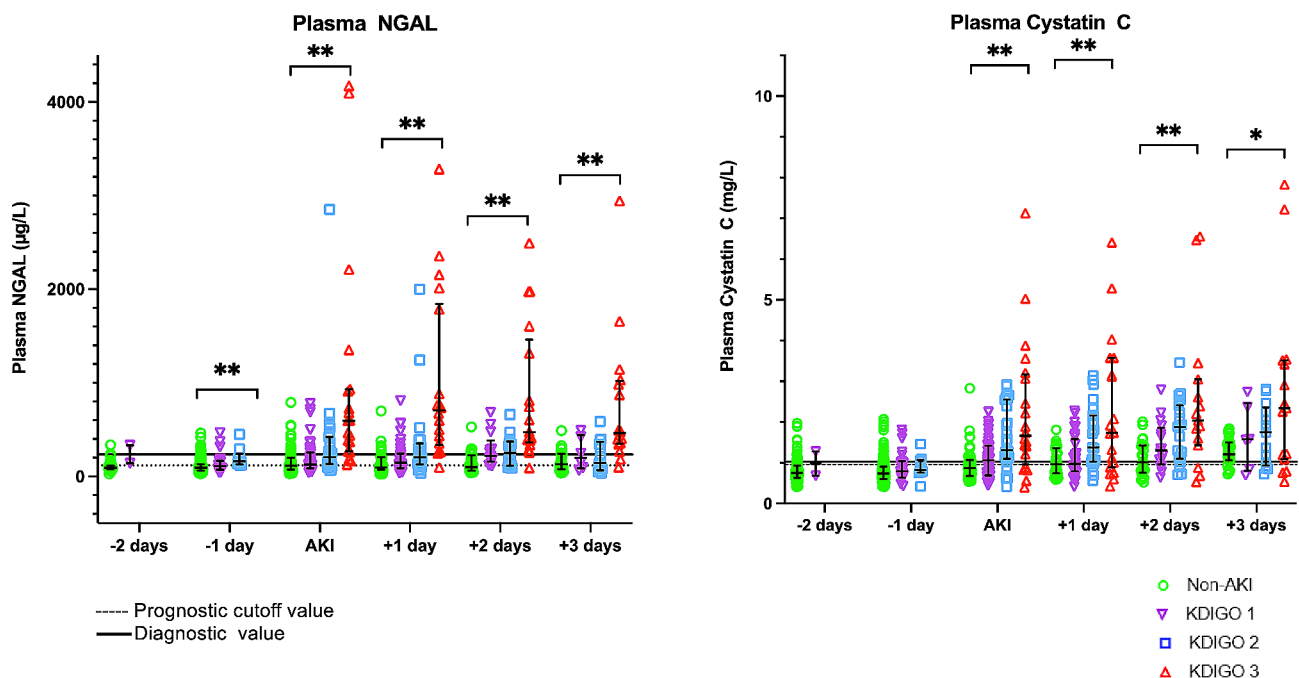 Plasma NGAL
Plasma NGAL (µg/L)
4000
2000
0
**
**
**
**
**
-2 days
-1 day
AKI
+1 day
+2 days
+3 days
Prognostic cutoff value
Diagnostic value
Plasma Cystatin C
Plasma Cystatin C (mg/L)
10
5
0
**
**
**
*
-2 days
-1 day
AKI
+1 day
+2 days
+3 days
Non-AKI
KDIGO 1
KDIGO 2
KDIGO 3